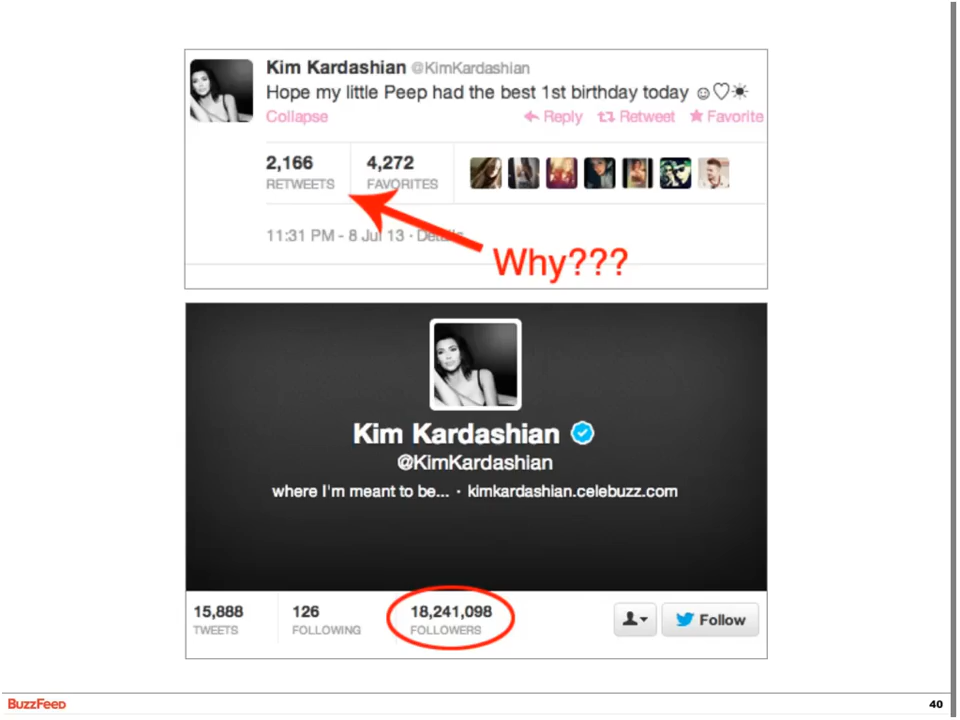 Kim Kardashian @KimKardashian
Hope my little Peep had the best 1st birthday today ☺♡☀
Collapse Reply Retweet Favorite
2,166 4,272
RETWEETS FAVORITES
11:31 PM - 8 Jul 13 · Details
Why???
Kim Kardashian
@KimKardashian
where I'm meant to be... · kimkardashian.celebuzz.com
15,888 126 18,241,098
TWEETS FOLLOWING FOLLOWERS
Follow
BuzzFeed 40